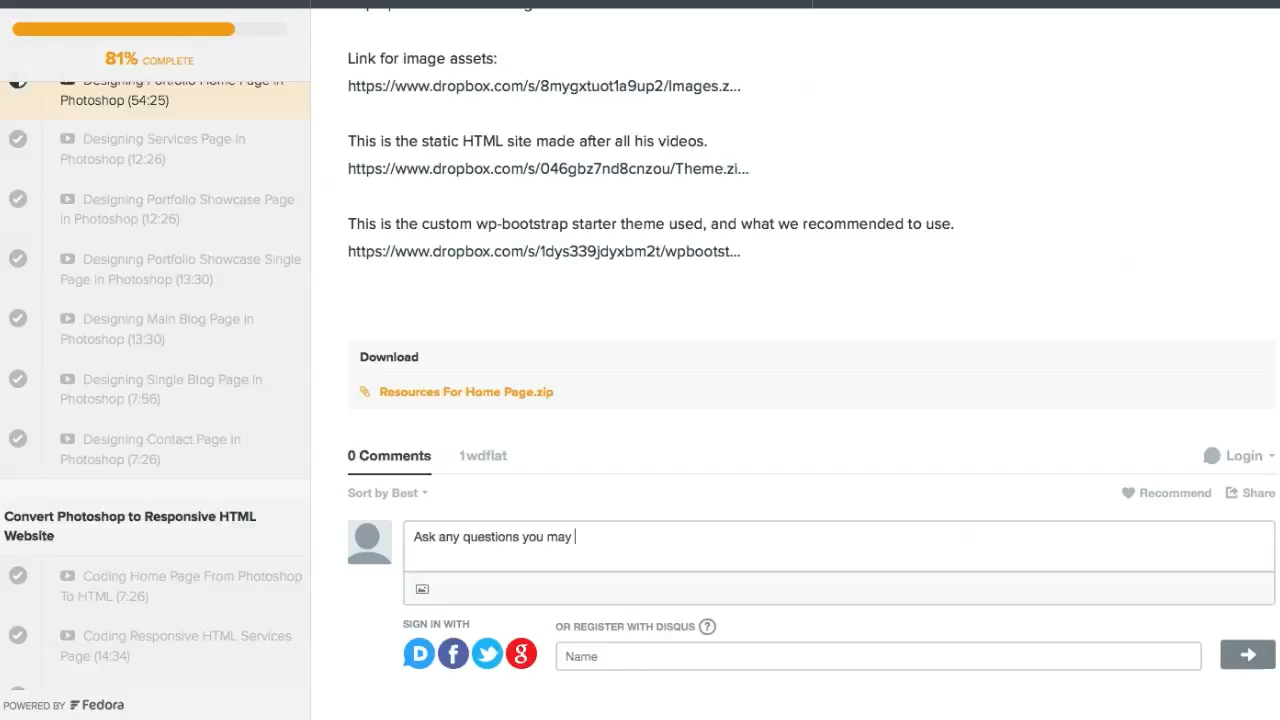 81% COMPLETE
Designing Portfolio Home Page In
Photoshop (54:25)
Designing Services Page In
Photoshop (12:26)
Designing Portfolio Showcase Page
in Photoshop (12:26)
Designing Portfolio Showcase Single
Page in Photoshop (13:30)
Designing Main Blog Page in
Photoshop (13:30)
Designing Single Blog Page in
Photoshop (7:56)
Designing Contact Page in
Photoshop (7:26)
Convert Photoshop to Responsive HTML
Website
Coding Home Page From Photoshop
To HTML (7:26)
Coding Responsive HTML Services
Page (14:34)
POWERED BY Fedora
Link for image assets:
https://www.dropbox.com/s/8mygxtuot1a9up2/Images.z...
This is the static HTML site made after all his videos.
https://www.dropbox.com/s/046gbz7nd8cnzou/Theme.zi...
This is the custom wp-bootstrap starter theme used, and what we recommended to use.
https://www.dropbox.com/s/1dys339jdyxbm2t/wpbootst...
Download
Resources For Home Page.zip
0 Comments 1wdflat Login
Sort by Best Recommend Share
Ask any questions you may
SIGN IN WITH
OR REGISTER WITH DISQUS ?
D f g
Name